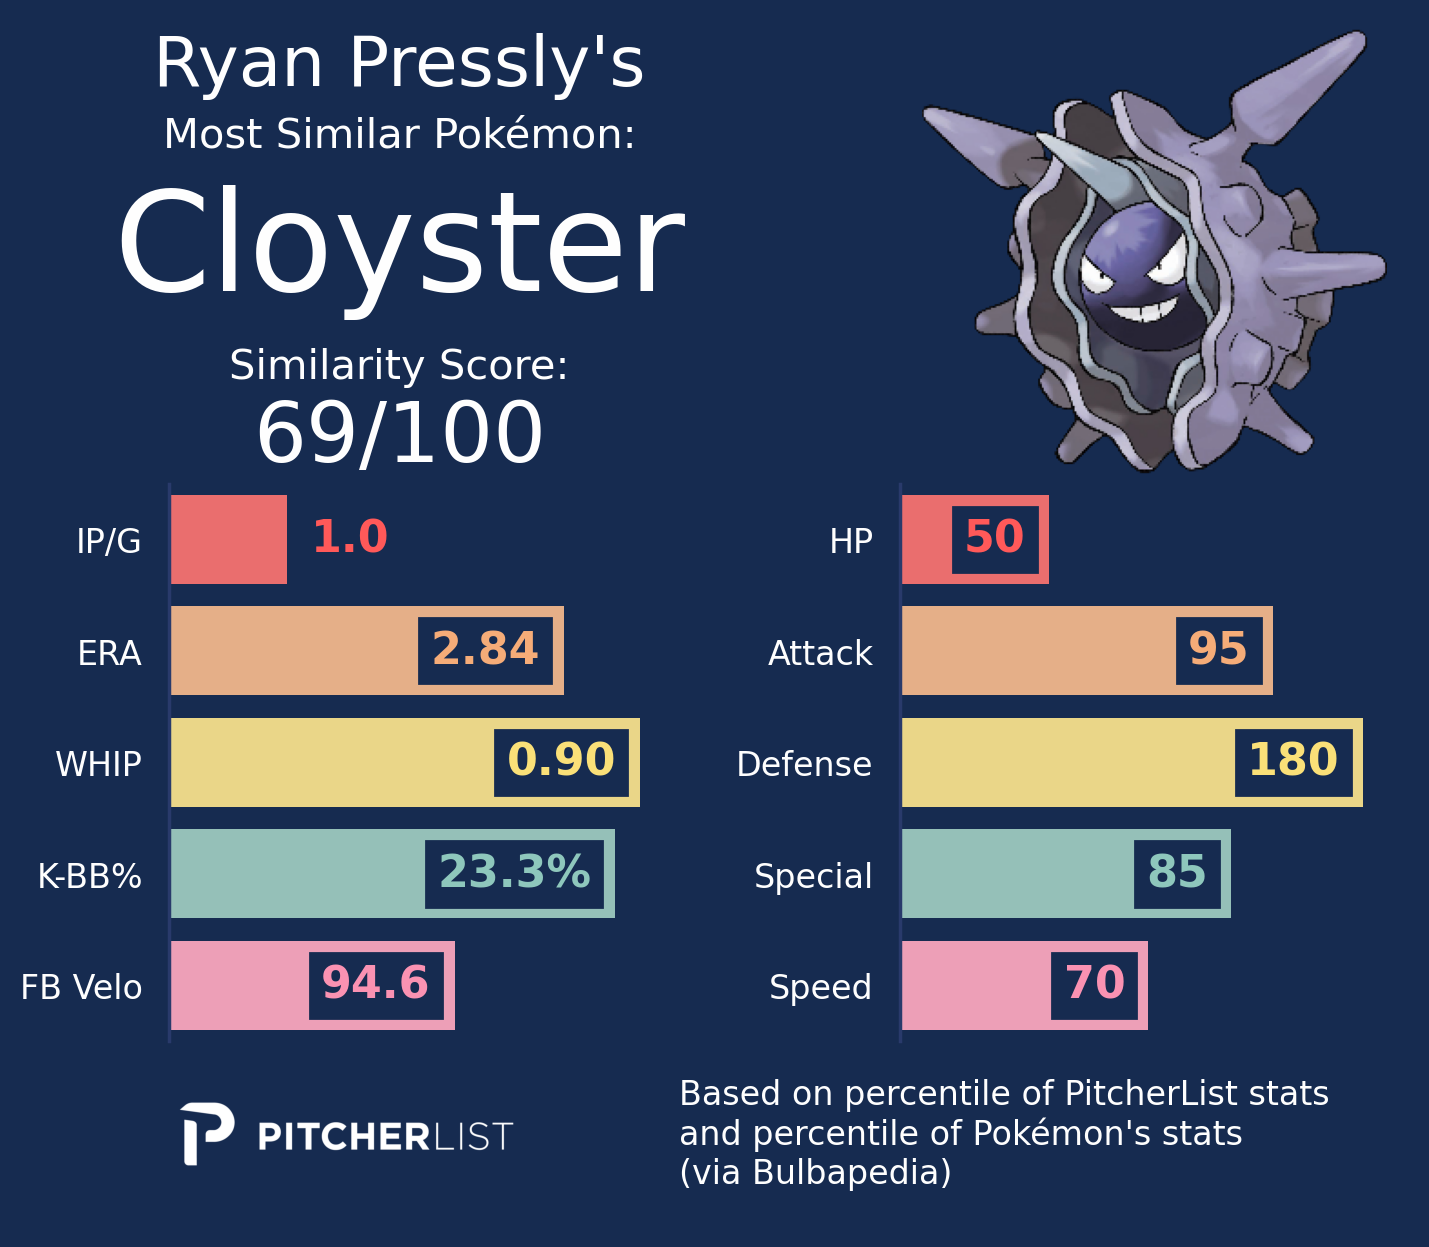 Ryan Pressly's
Most Similar Pokémon:
Cloyster
Similarity Score:
69/100
IP/G 1.0
ERA 2.84
WHIP 0.90
K-BB% 23.3%
FB Velo 94.6
HP 50
Attack 95
Defense 180
Special 85
Speed 70
PITCHERLIST
Based on percentile of PitcherList stats
and percentile of Pokémon's stats
(via Bulbapedia)